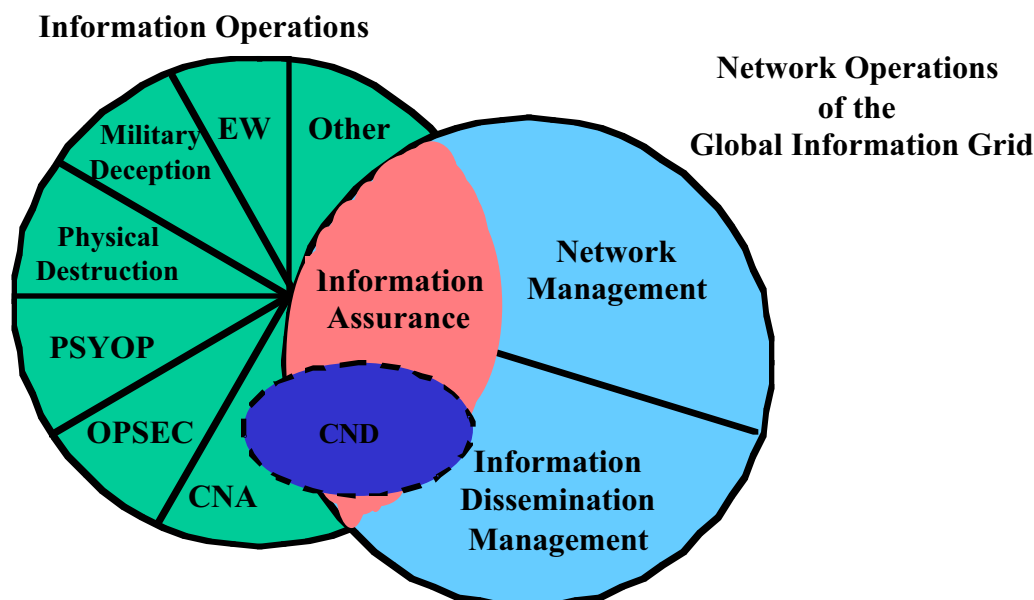 Information Operations
Network Operations
of the
Global Information Grid
Military
Deception
EW
Other
Physical
Destruction
Information
Assurance
Network
Management
PSYOP
OPSEC
CND
CNA
Information
Dissemination
Management